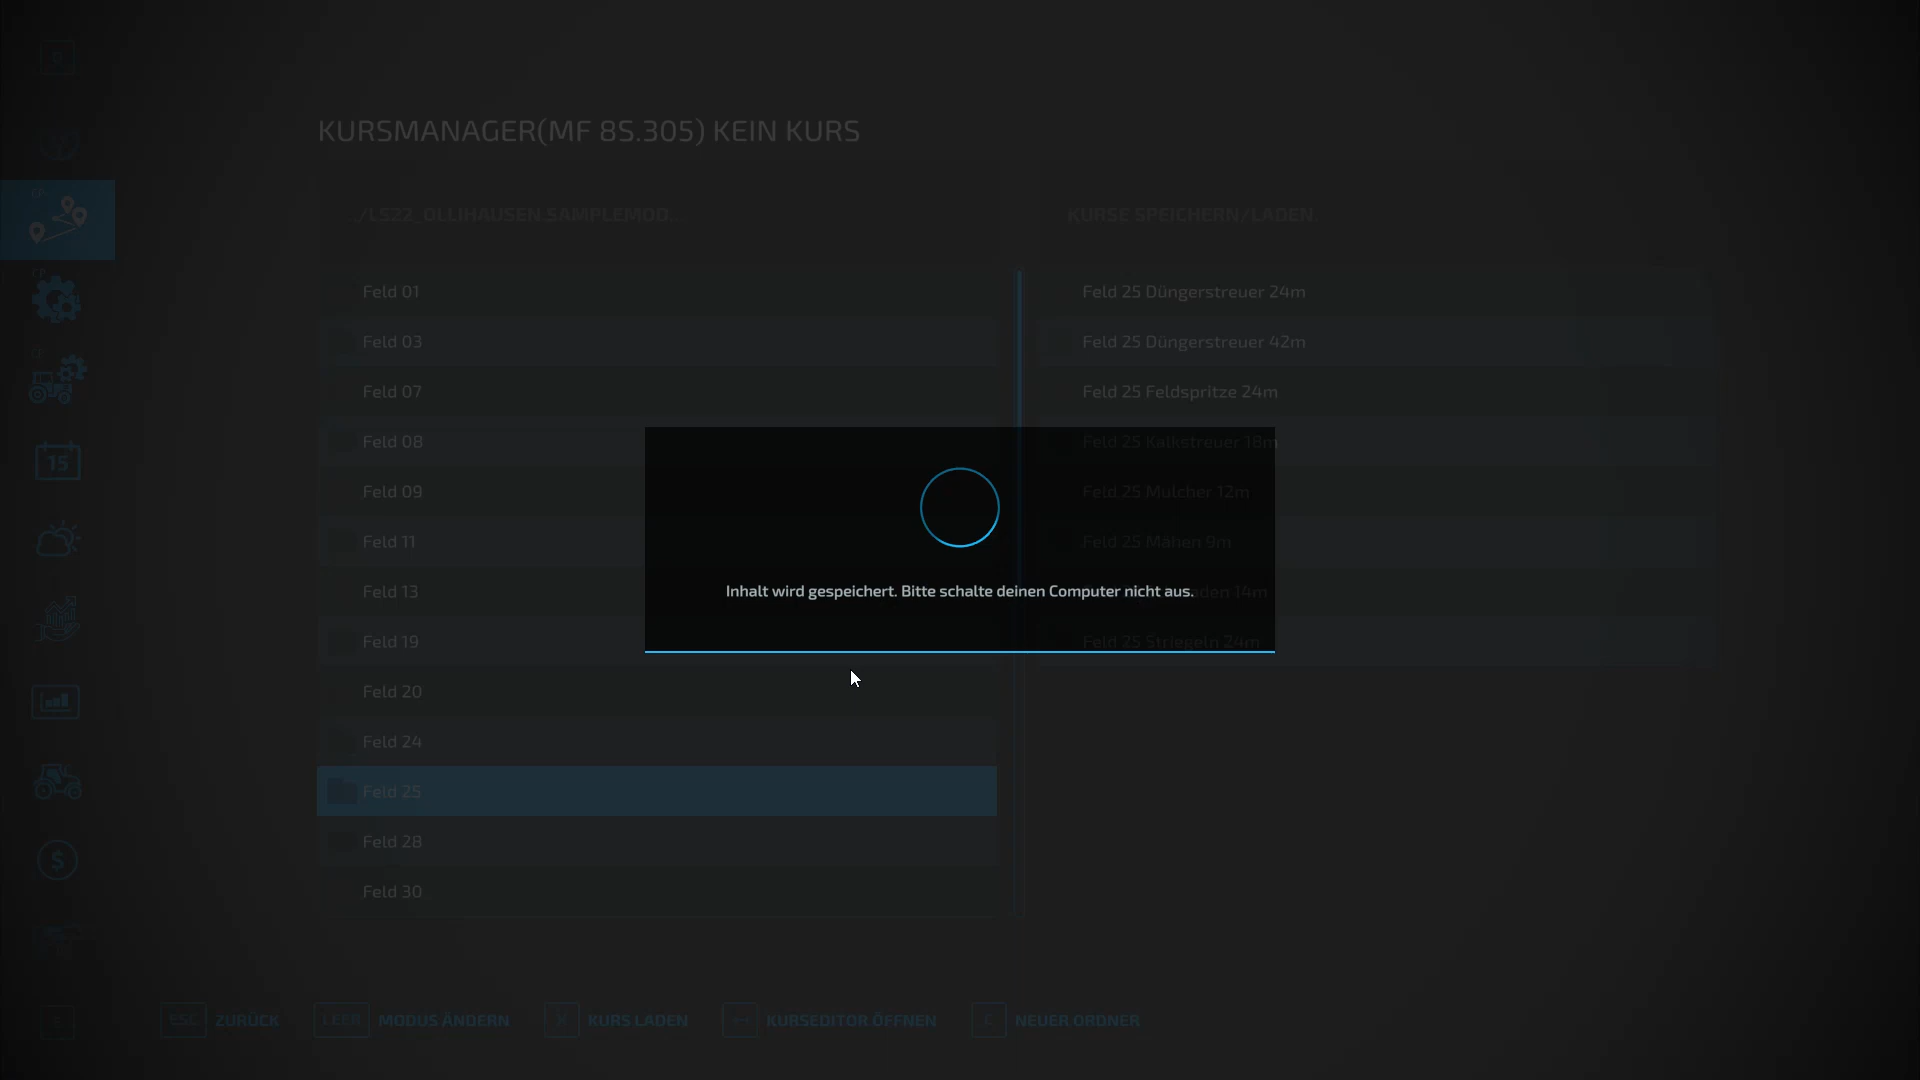 KURSMANAGER(MF 8S.305) KEIN KURS
../LS22_OLLIHAUSEN.SAMPLEMOD...
KURSE SPEICHERN/LADEN.
Feld 01
Feld 03
Feld 07
Feld 08
Feld 09
Feld 11
Feld 13
Feld 19
Feld 20
Feld 24
Feld 25
Feld 28
Feld 30
Feld 25 Düngerstreuer 24m
Feld 25 Düngerstreuer 42m
Feld 25 Feldspritze 24m
Feld 25 Kalkstreuer 18m
Feld 25 Mulcher 12m
Feld 25 Mähen 9m
14m
Feld 25 Striegeln 24m
Inhalt wird gespeichert. Bitte schalte deinen Computer nicht aus.
15
ESC ZURÜCK
LEER MODUS ÄNDERN
KURS LADEN
KURSEDITOR ÖFFNEN
C NEUER ORDNER